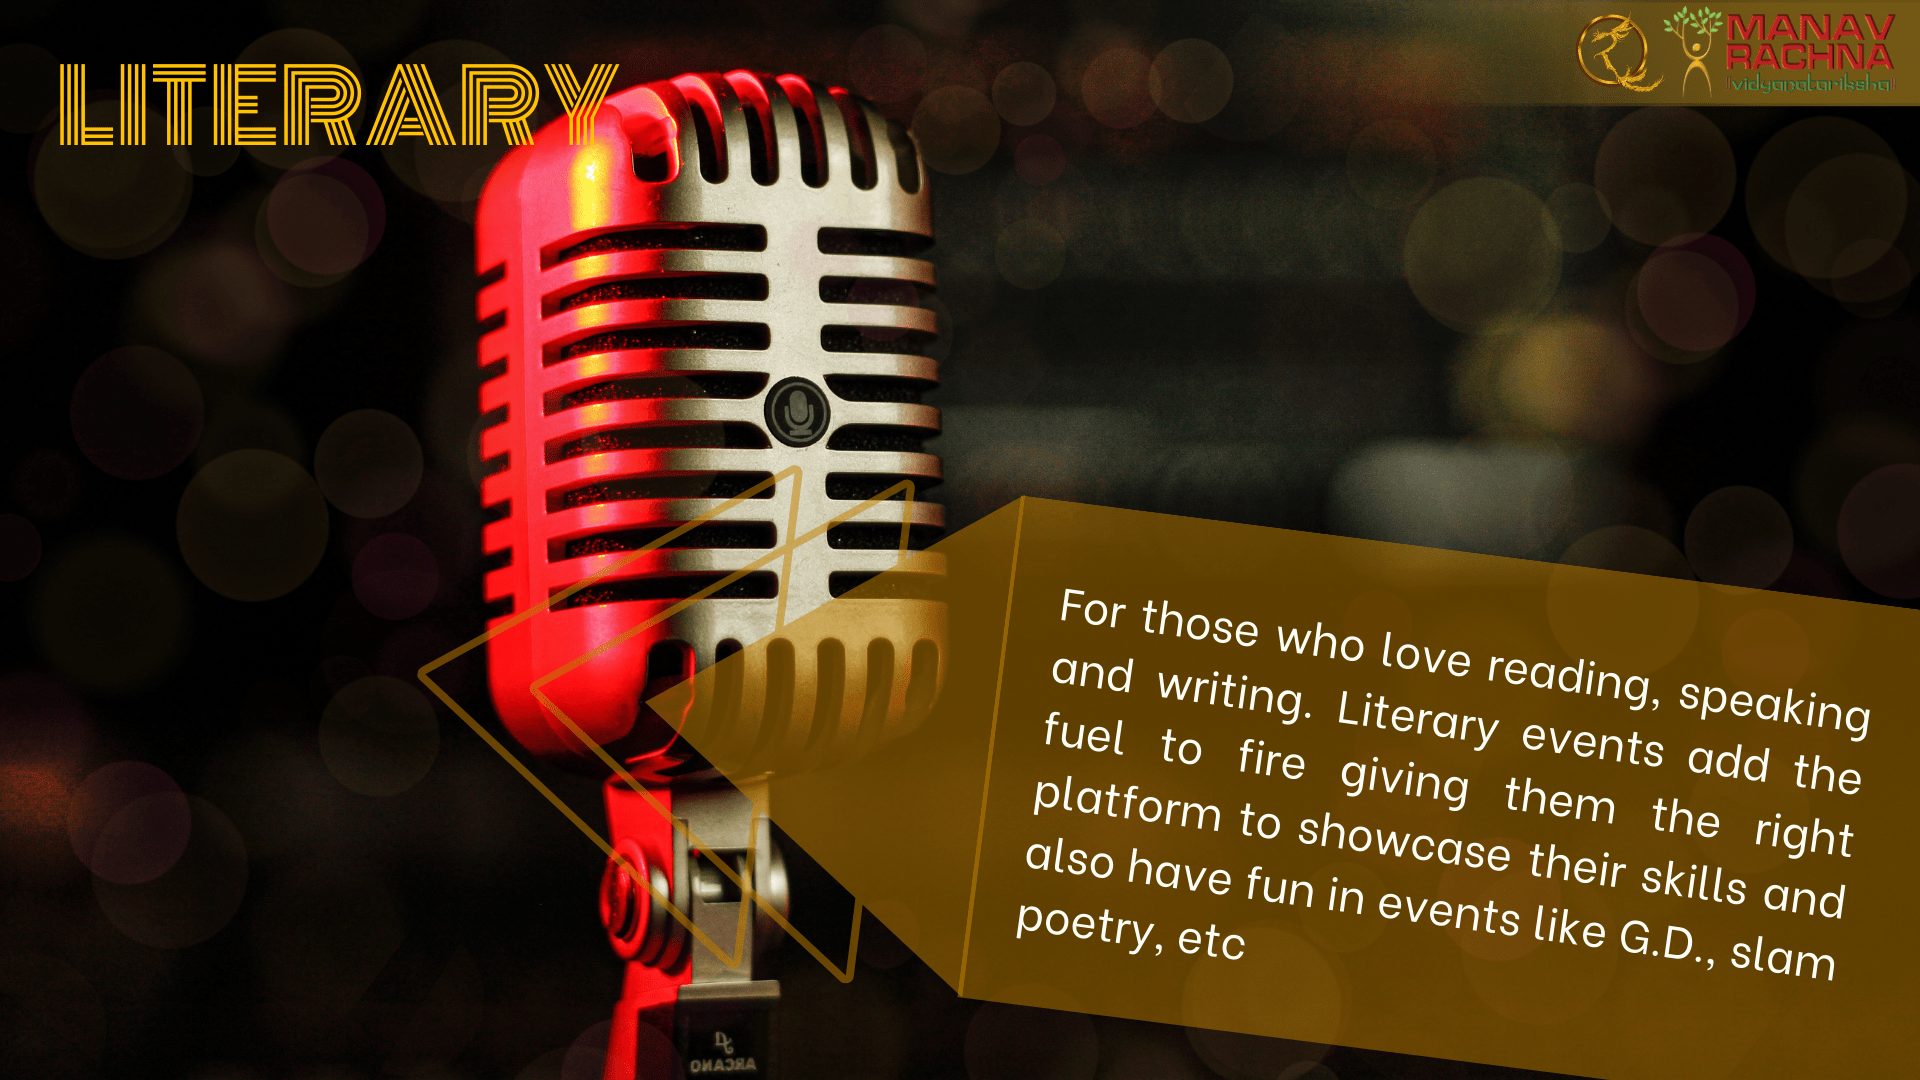 LITERARY
MANAV
RACHNA
vidyanatariksha
For those who love reading, speaking
and writing. Literary events add the
fuel to fire giving them the right
platform to showcase their skills and
also have fun in events like G.D., slam
poetry, etc
ARCANO